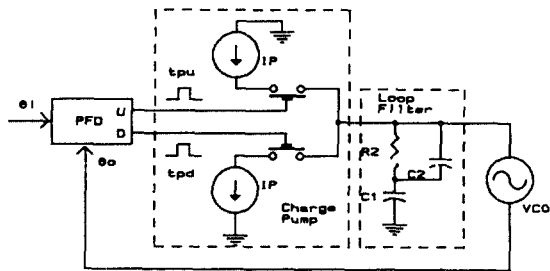 tpu
IP
Loop
Filter
θi
PFD
U
D
θo
tpd
IP
Charge
Pump
R2
C2
C1
VCO